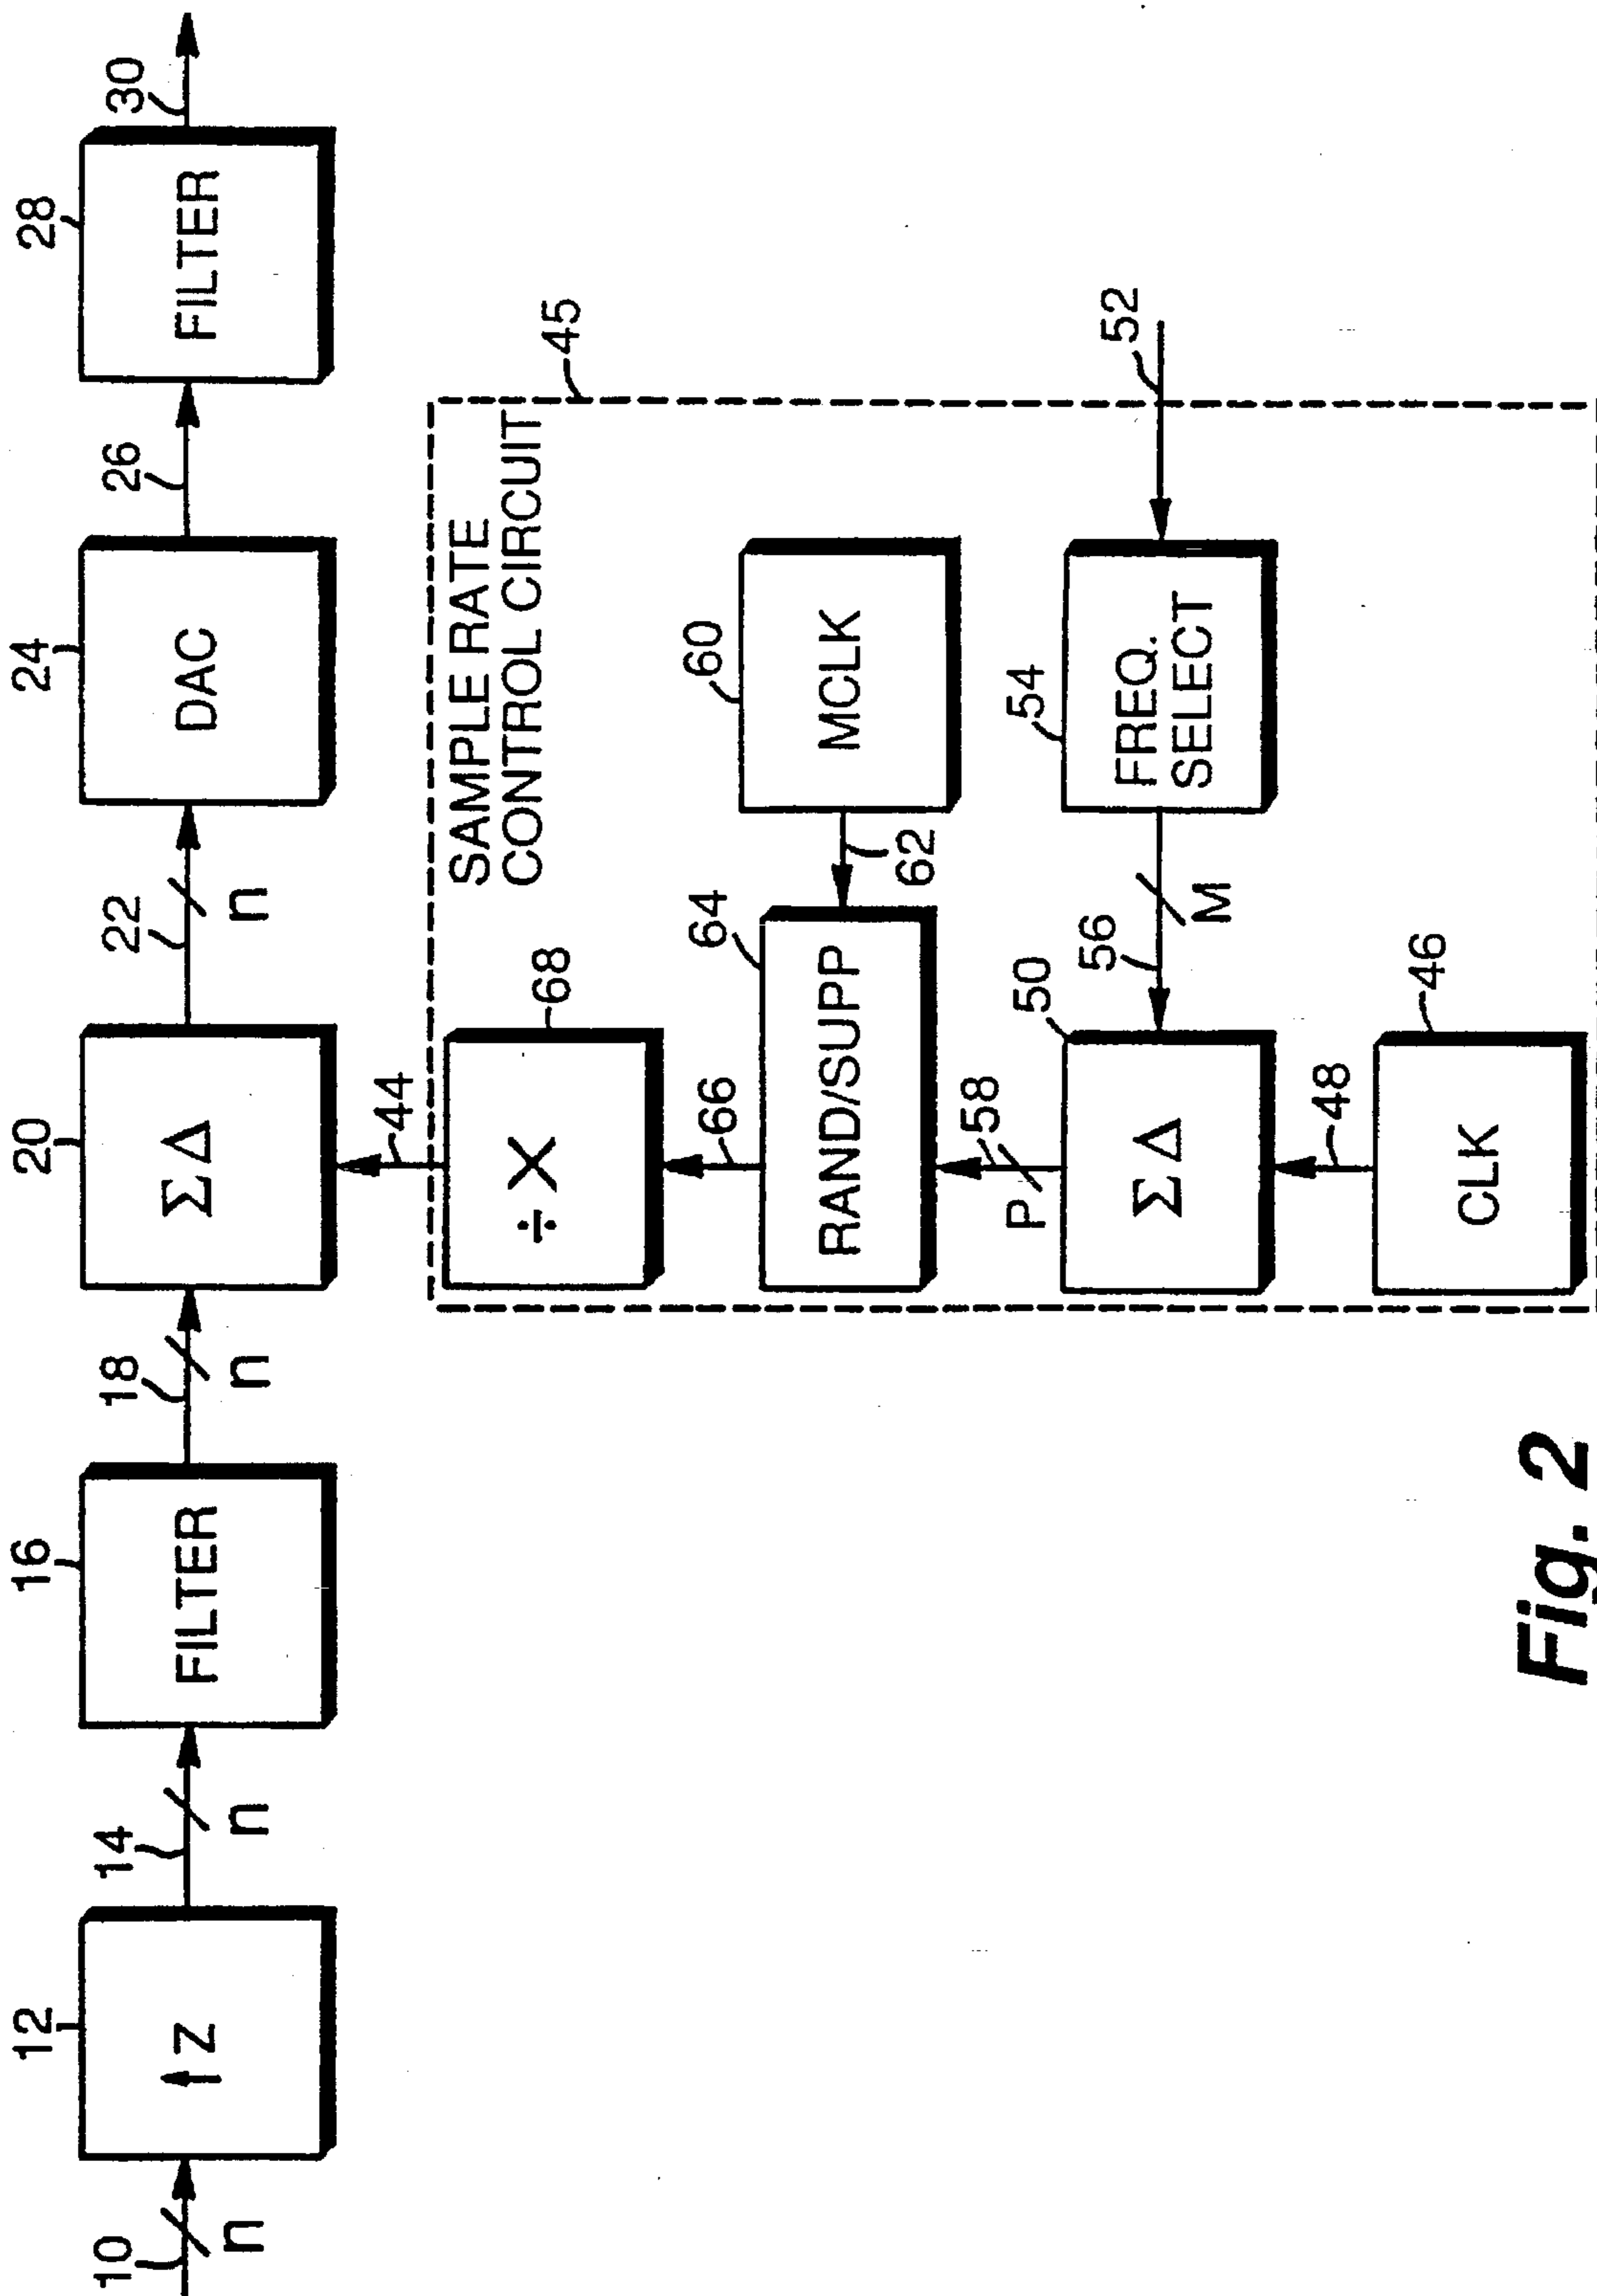 10
n
12
↑Z
14
n
16
FILTER
18
n
20
ΣΔ
22
n
24
DAC
26
28
FILTER
30
44
45
SAMPLE RATE
CONTROL CIRCUIT
68
÷X
66
64
RAND/SUPP
62
60
MCLK
58
P
50
ΣΔ
56
M
54
FREQ.
SELECT
52
48
46
CLK
Fig. 2